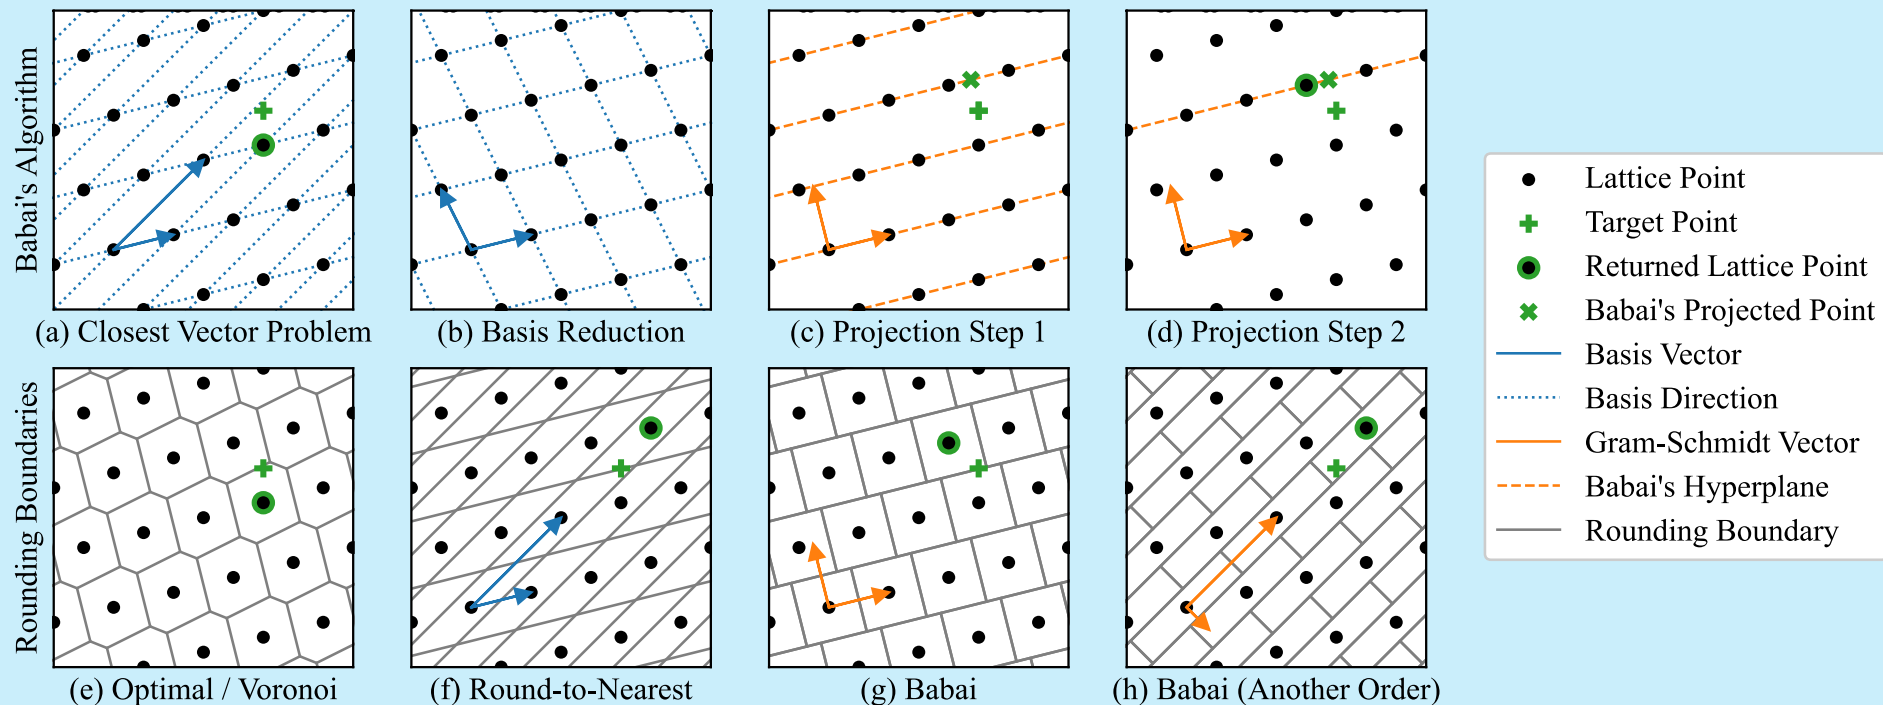 Babai's Algorithm
(a) Closest Vector Problem
(b) Basis Reduction
(c) Projection Step 1
(d) Projection Step 2
Rounding Boundaries
(e) Optimal / Voronoi
(f) Round-to-Nearest
(g) Babai
(h) Babai (Another Order)
Lattice Point
Target Point
Returned Lattice Point
Babai's Projected Point
Basis Vector
Basis Direction
Gram-Schmidt Vector
Babai's Hyperplane
Rounding Boundary